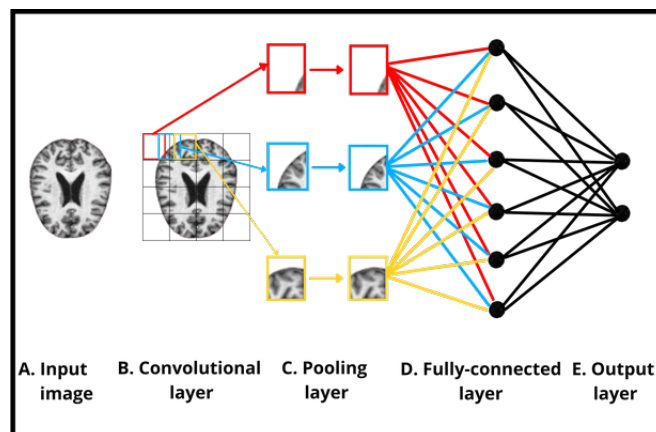 A. Input image
B. Convolutional layer
C. Pooling layer
D. Fully-connected layer
E. Output layer